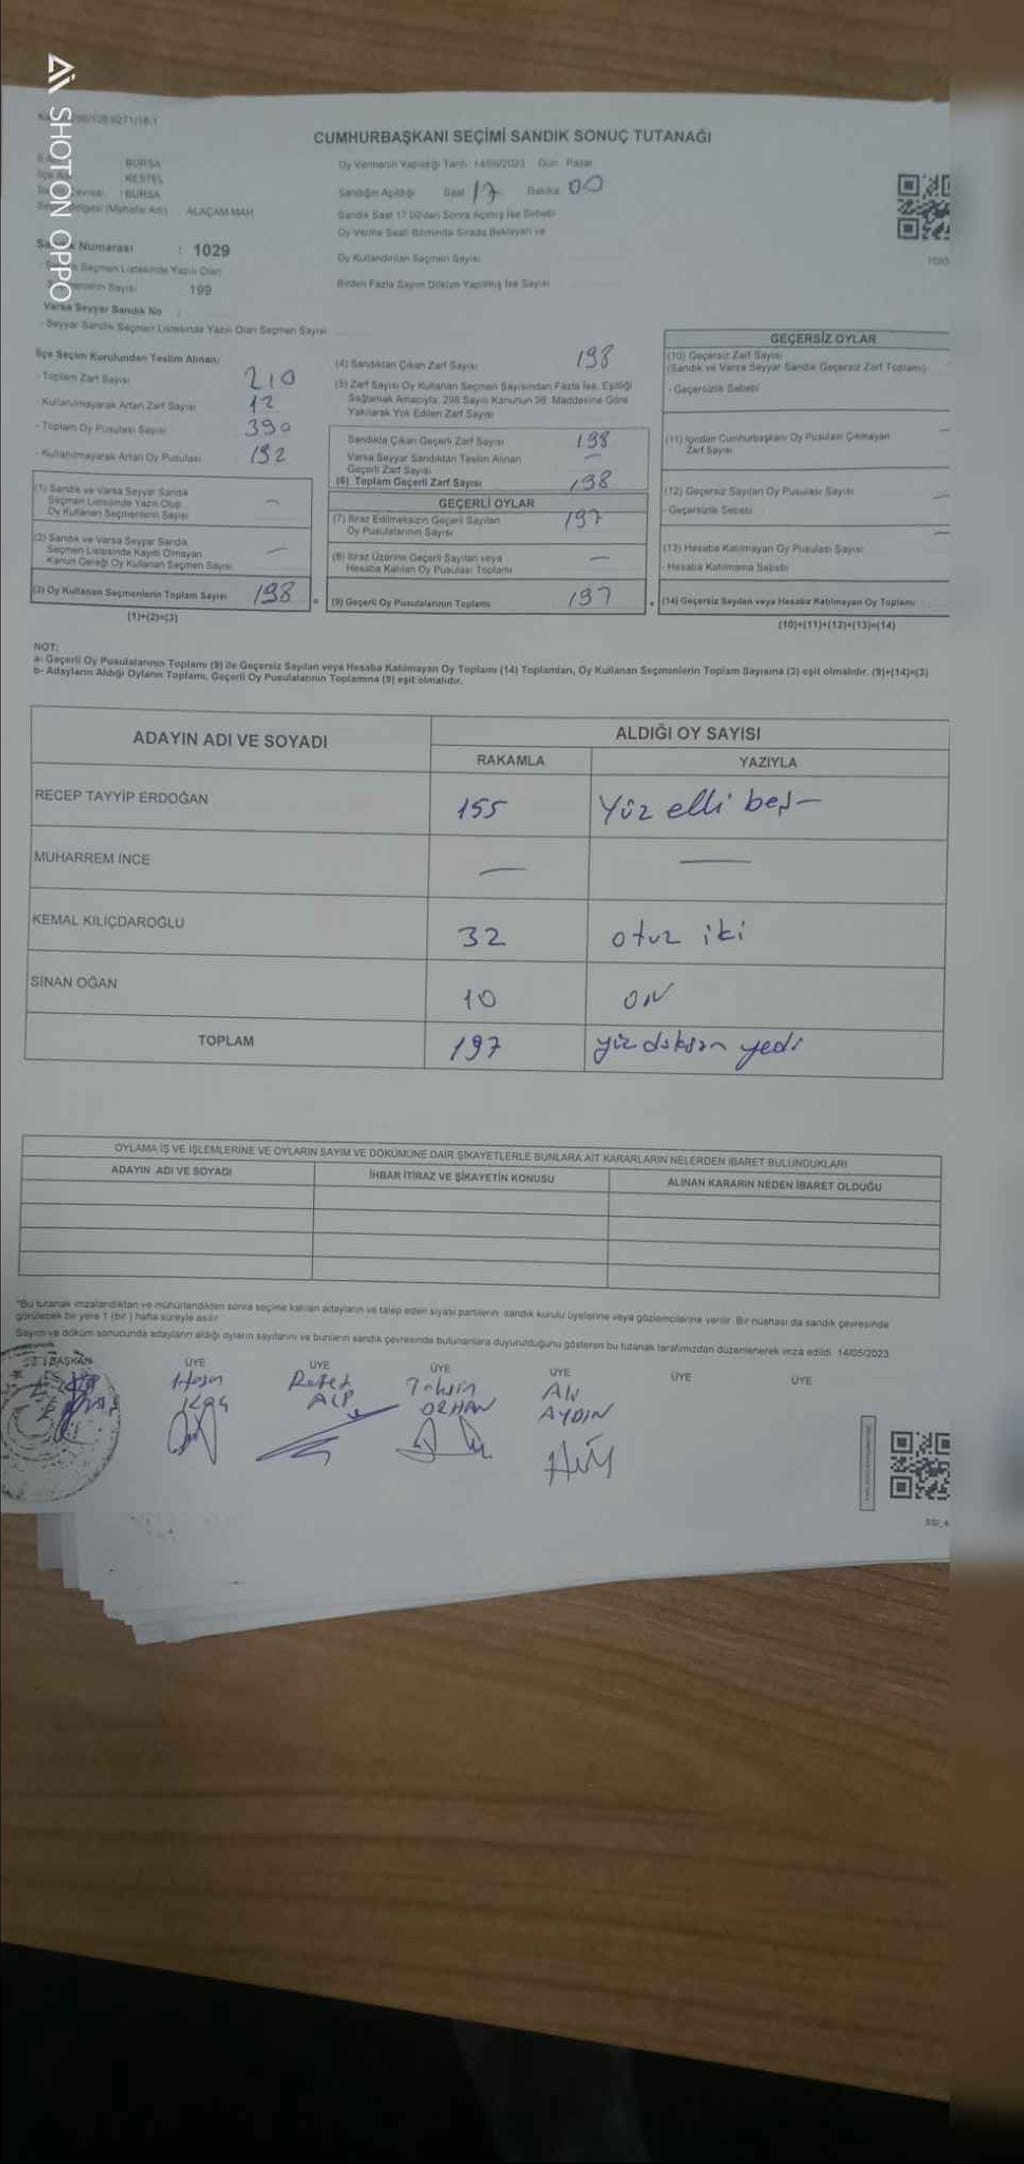 SHOT ON OPPO
CUMHURBAŞKANI SEÇİMİ SANDIK SONUÇ TUTANAĞI
BURSA
KESTEL
BURSA
(Mahalle Adı) ALAÇAM MAH.
Numarası : 1029
Seçmen Listesinde Yazılı Olan
Sayısı 199
Varsa Seyyar Sandık No
Seyyar Sandık Seçmen Listesinde Yazılı Olan Seçmen Sayısı
Oy Vermenin Yapıldığı Tarih 14/05/2023 Gün Pazar
Sandığın Açıldığı Saat 17 Dakika 00
Sandık Saat 17.00'den Sonra Açılmış İse Sebebi
Oy Verme Saati Bitiminde Sırada Bekleyen ve
Oy Kullandırılan Seçmen Sayısı
Birden Fazla Sayım Döküm Yapılmış İse Sayısı
İlçe Seçim Kurulundan Teslim Alınan;
- Toplam Zarf Sayısı 210
- Kullanılmayarak Artan Zarf Sayısı 12
- Toplam Oy Pusulası Sayısı 390
- Kullanılmayarak Artan Oy Pusulası 192
(1) Sandık ve Varsa Seyyar Sandık
Seçmen Listesinde Yazılı Olup
Oy Kullanan Seçmenlerin Sayısı —
(2) Sandık ve Varsa Seyyar Sandık
Seçmen Listesinde Kayıtlı Olmayan
Kanun Gereği Oy Kullanan Seçmen Sayısı —
(3) Oy Kullanan Seçmenlerin Toplam Sayısı 198
(1)+(2)=(3)
(4) Sandıktan Çıkan Zarf Sayısı 198
(5) Zarf Sayısı Oy Kullanan Seçmen Sayısından Fazla İse, Eşitliği
Sağlamak Amacıyla, 298 Sayılı Kanunun 98. Maddesine Göre
Yakılarak Yok Edilen Zarf Sayısı
Sandıkta Çıkan Geçerli Zarf Sayısı 198
Varsa Seyyar Sandıktan Teslim Alınan
Geçerli Zarf Sayısı —
(6) Toplam Geçerli Zarf Sayısı 198
GEÇERLİ OYLAR
(7) İtiraz Edilmeksizin Geçerli Sayılan
Oy Pusulalarının Sayısı 197
(8) İtiraz Üzerine Geçerli Sayılan veya
Hesaba Katılan Oy Pusulası Toplamı —
(9) Geçerli Oy Pusulalarının Toplamı 197
GEÇERSİZ OYLAR
(10) Geçersiz Zarf Sayısı
(Sandık ve Varsa Seyyar Sandık Geçersiz Zarf Toplamı)
- Geçersizlik Sebebi
(11) İçinden Cumhurbaşkanı Oy Pusulası Çıkmayan
Zarf Sayısı
(12) Geçersiz Sayılan Oy Pusulası Sayısı
- Geçersizlik Sebebi
(13) Hesaba Katılmayan Oy Pusulası Sayısı
- Hesaba Katılmama Sebebi
(14) Geçersiz Sayılan veya Hesaba Katılmayan Oy Toplamı
(10)+(11)+(12)+(13)=(14)
NOT:
a- Geçerli Oy Pusulalarının Toplamı (9) ile Geçersiz Sayılan veya Hesaba Katılmayan Oy Toplamı (14) Toplamları, Oy Kullanan Seçmenlerin Toplam Sayısına (3) eşit olmalıdır. (9)+(14)=(3)
b- Adayların Aldığı Oyların Toplamı, Geçerli Oy Pusulalarının Toplamına (9) eşit olmalıdır.
ADAYIN ADI VE SOYADI ALDIĞI OY SAYISI
RAKAMLA YAZIYLA
RECEP TAYYİP ERDOĞAN 155 Yüz elli beş —
MUHARREM İNCE — —
KEMAL KILIÇDAROĞLU 32 otuz iki
SİNAN OĞAN 10 ON
TOPLAM 197 yüz doksan yedi
OYLAMA İŞ VE İŞLEMLERİNE VE OYLARIN SAYIM VE DÖKÜMÜNE DAİR ŞİKAYETLERLE BUNLARA AİT KARARLARIN NELERDEN İBARET BULUNDUKLARI
ADAYIN ADI VE SOYADI İHBAR İTİRAZ VE ŞİKAYETİN KONUSU ALINAN KARARIN NEDEN İBARET OLDUĞU
"Bu tutanak imzalandıktan ve mühürlendikten sonra seçime katılan adayların ve talep eden siyasi partilerin sandık kurulu üyelerine veya gözlemcilerine verilir. Bir nüshası da sandık çevresinde
görülecek bir yere 1 (bir) hafta süreyle asılır.
Sayım ve döküm sonucunda adayların aldığı oyların sayılarını ve bunların sandık çevresinde bulunanlara duyurulduğunu gösteren bu tutanak tarafımızdan düzenlenerek imza edildi. 14/05/2023
BAŞKAN ÜYE ÜYE ÜYE ÜYE ÜYE ÜYE
Tahsin Ali
ALP ORHAN AYDIN